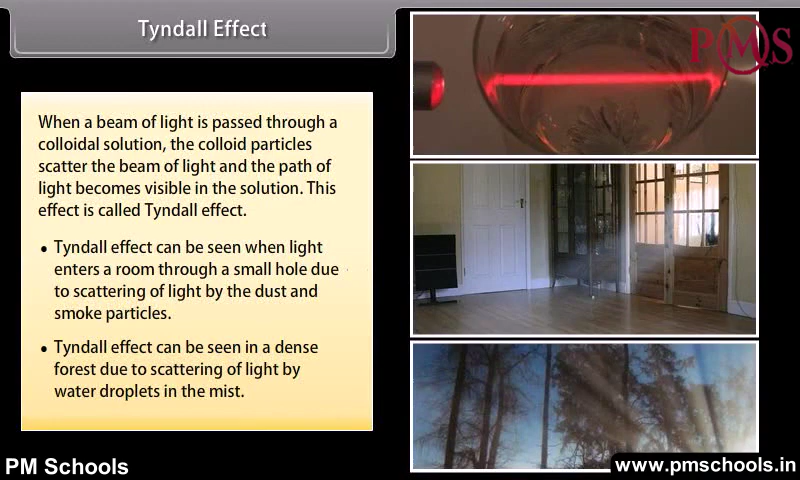 Tyndall Effect
PMS
When a beam of light is passed through a
colloidal solution, the colloid particles
scatter the beam of light and the path of
light becomes visible in the solution. This
effect is called Tyndall effect.
• Tyndall effect can be seen when light
enters a room through a small hole due
to scattering of light by the dust and
smoke particles.
• Tyndall effect can be seen in a dense
forest due to scattering of light by
water droplets in the mist.
PM Schools
www.pmschools.in